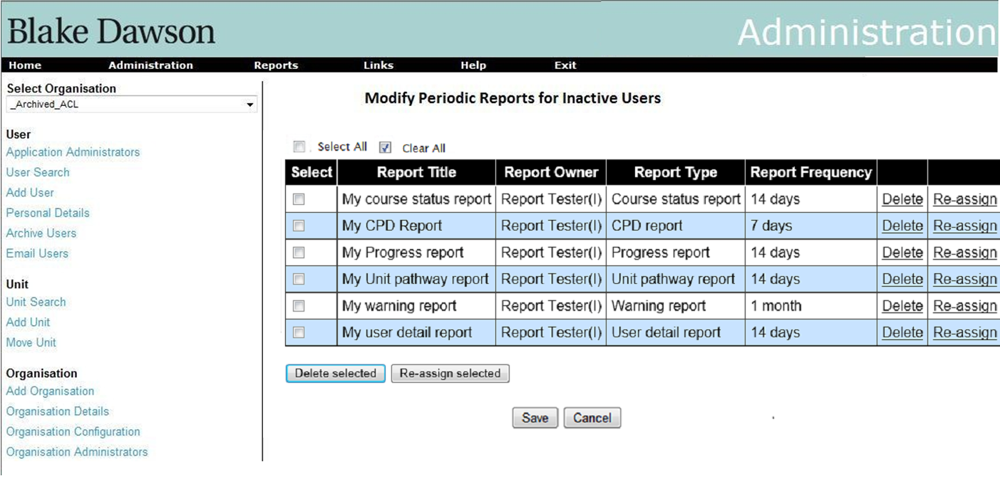 Blake Dawson
Administration
Home Administration Reports Links Help Exit
Select Organisation
_Archived_ACL
User
Application Administrators
User Search
Add User
Personal Details
Archive Users
Email Users
Unit
Unit Search
Add Unit
Move Unit
Organisation
Add Organisation
Organisation Details
Organisation Configuration
Organisation Administrators
Modify Periodic Reports for Inactive Users
Select All Clear All
Select Report Title Report Owner Report Type Report Frequency
My course status report Report Tester(I) Course status report 14 days Delete Re-assign
My CPD Report Report Tester(I) CPD report 7 days Delete Re-assign
My Progress report Report Tester(I) Progress report 14 days Delete Re-assign
My Unit pathway report Report Tester(I) Unit pathway report 14 days Delete Re-assign
My warning report Report Tester(I) Warning report 1 month Delete Re-assign
My user detail report Report Tester(I) User detail report 14 days Delete Re-assign
Delete selected Re-assign selected
Save Cancel